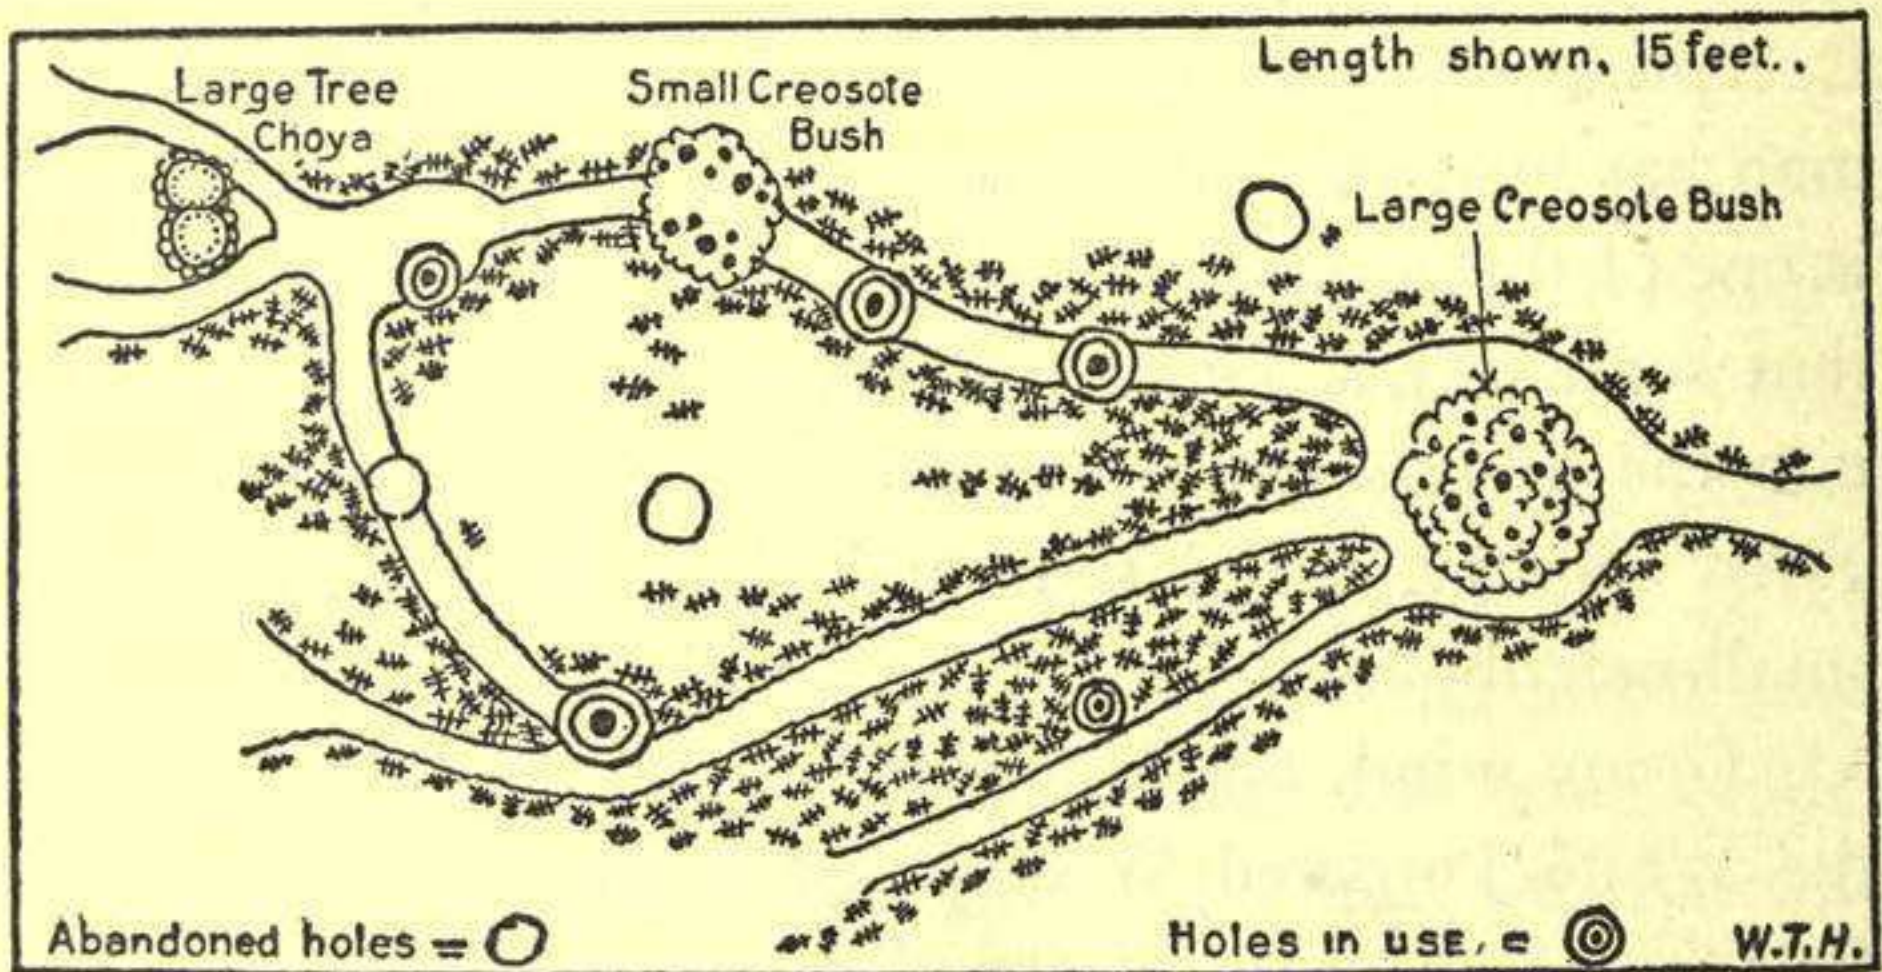 Length shown, 15 feet..
Large Tree
Choya
Small Creosote
Bush
Large Creosote Bush
Abandoned holes =
Holes in use, =
W.T.H.